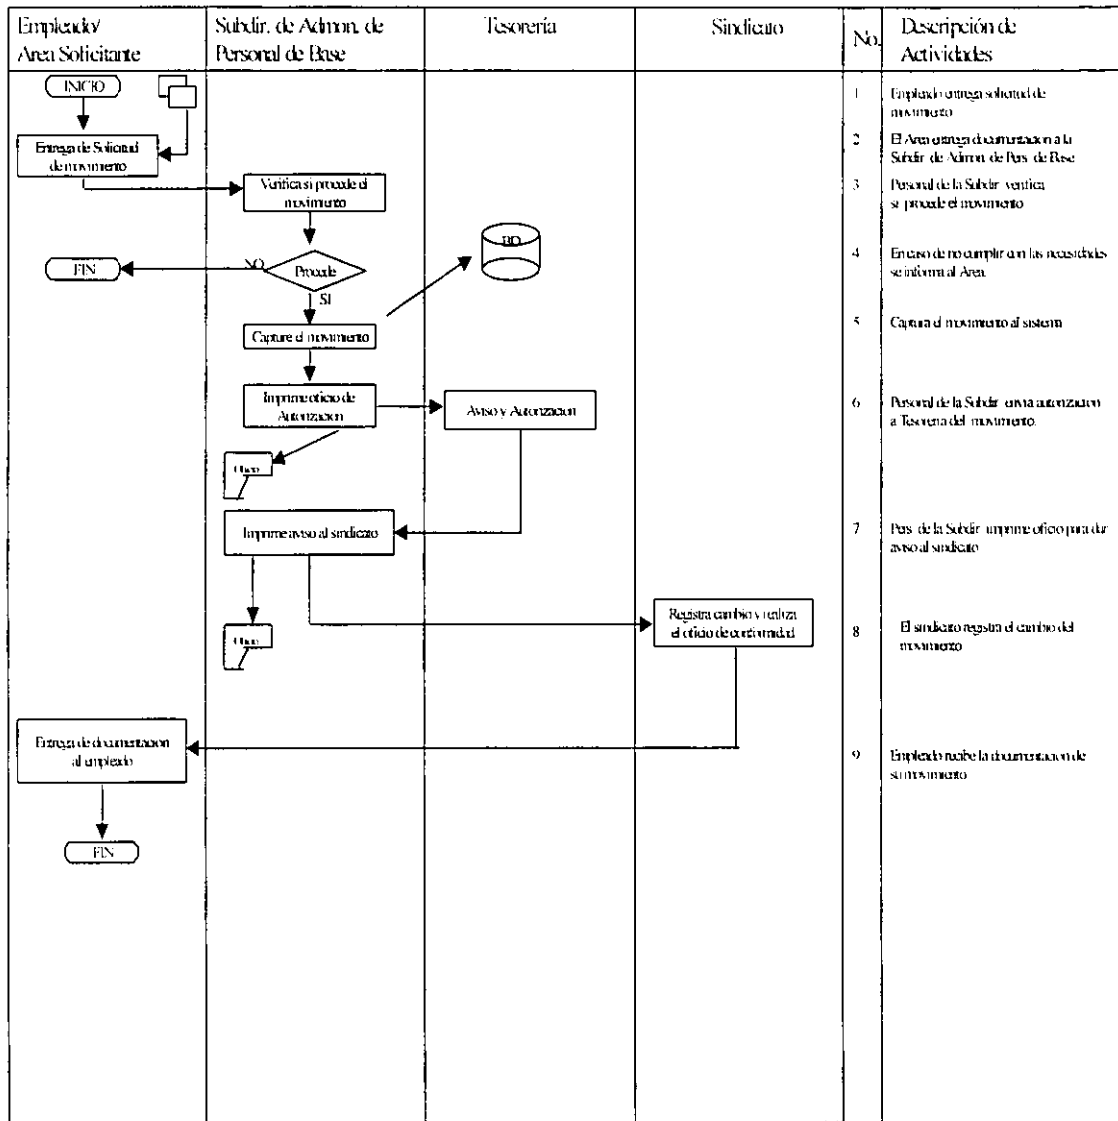 Empleado/
Area Solicitante
Subdir. de Admon. de
Personal de Base
Tesorería
Sindicato
No.
Descripción de
Actividades
INICIO
Entrega de Solicitud
de movimiento
Verifica si procede el
movimiento
BD
FIN
NO
Procede
SI
Capture el movimiento
Imprime oficio de
Autorizacion
Aviso y Autorizacion
Oficio
Imprime aviso al sindicato
Oficio
Registra cambio y realiza
el oficio de conformidad
Entrega de documentacion
al empleado
FIN
1 Empleado entrega solicitud de
movimiento
2 El Area entrega documentacion a la
Subdir. de Admon. de Pers. de Base
3 Personal de la Subdir verifica
si procede el movimiento
4 En caso de no cumplir con las necesidades
se informa al Area.
5 Captura el movimiento al sistema
6 Personal de la Subdir envia autorizacion
a Tesoreria del movimiento.
7 Pers. de la Subdir imprime oficio para dar
aviso al sindicato
8 El sindicato registra el cambio del
movimiento
9 Empleado recibe la documentacion de
su movimiento